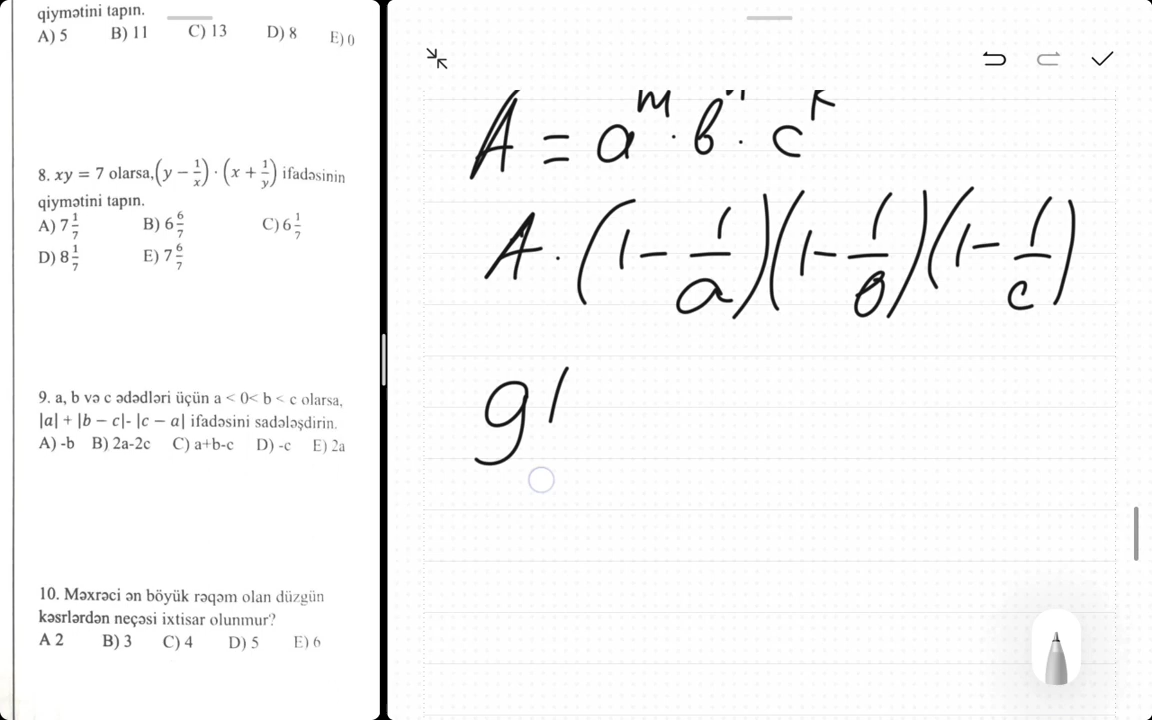 qiymətini tapın.
A) 5 B) 11 C) 13 D) 8 E) 0
8. xy = 7 olarsa,(y − 1/x) · (x + 1/y) ifadəsinin
qiymətini tapın.
A) 7 1/7 B) 6 6/7 C) 6 1/7
D) 8 1/7 E) 7 6/7
9. a, b və c ədədləri üçün a < 0< b < c olarsa,
|a| + |b − c|- |c − a| ifadəsini sadələşdirin.
A) -b B) 2a-2c C) a+b-c D) -c E) 2a
10. Məxrəci ən böyük rəqəm olan düzgün
kəsrlərdən neçəsi ixtisar olunmur?
A 2 B) 3 C) 4 D) 5 E) 6
A = a^m · b · c^k
A · (1 − 1/a)(1 − 1/b)(1 − 1/c)